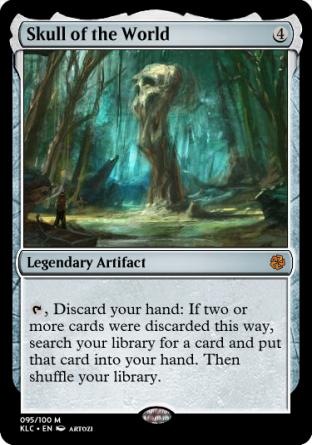 Skull of the World 4
Legendary Artifact
, Discard your hand: If two or
more cards were discarded this way,
search your library for a card and put
that card into your hand. Then
shuffle your library.
095/100 M
KLC • EN ARTOZI